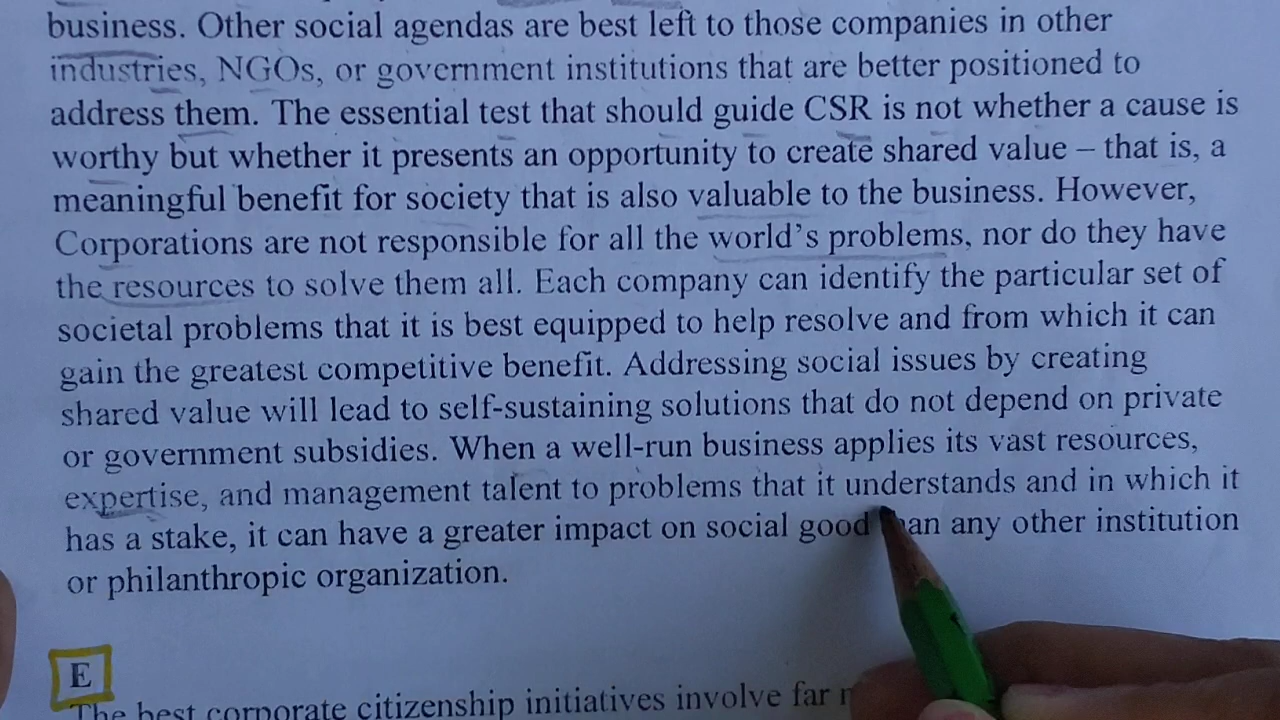 business. Other social agendas are best left to those companies in other
industries, NGOs, or government institutions that are better positioned to
address them. The essential test that should guide CSR is not whether a cause is
worthy but whether it presents an opportunity to create shared value – that is, a
meaningful benefit for society that is also valuable to the business. However,
Corporations are not responsible for all the world's problems, nor do they have
the resources to solve them all. Each company can identify the particular set of
societal problems that it is best equipped to help resolve and from which it can
gain the greatest competitive benefit. Addressing social issues by creating
shared value will lead to self-sustaining solutions that do not depend on private
or government subsidies. When a well-run business applies its vast resources,
expertise, and management talent to problems that it understands and in which it
has a stake, it can have a greater impact on social good any other institution
or philanthropic organization.
E
The best corporate citizenship initiatives involve far